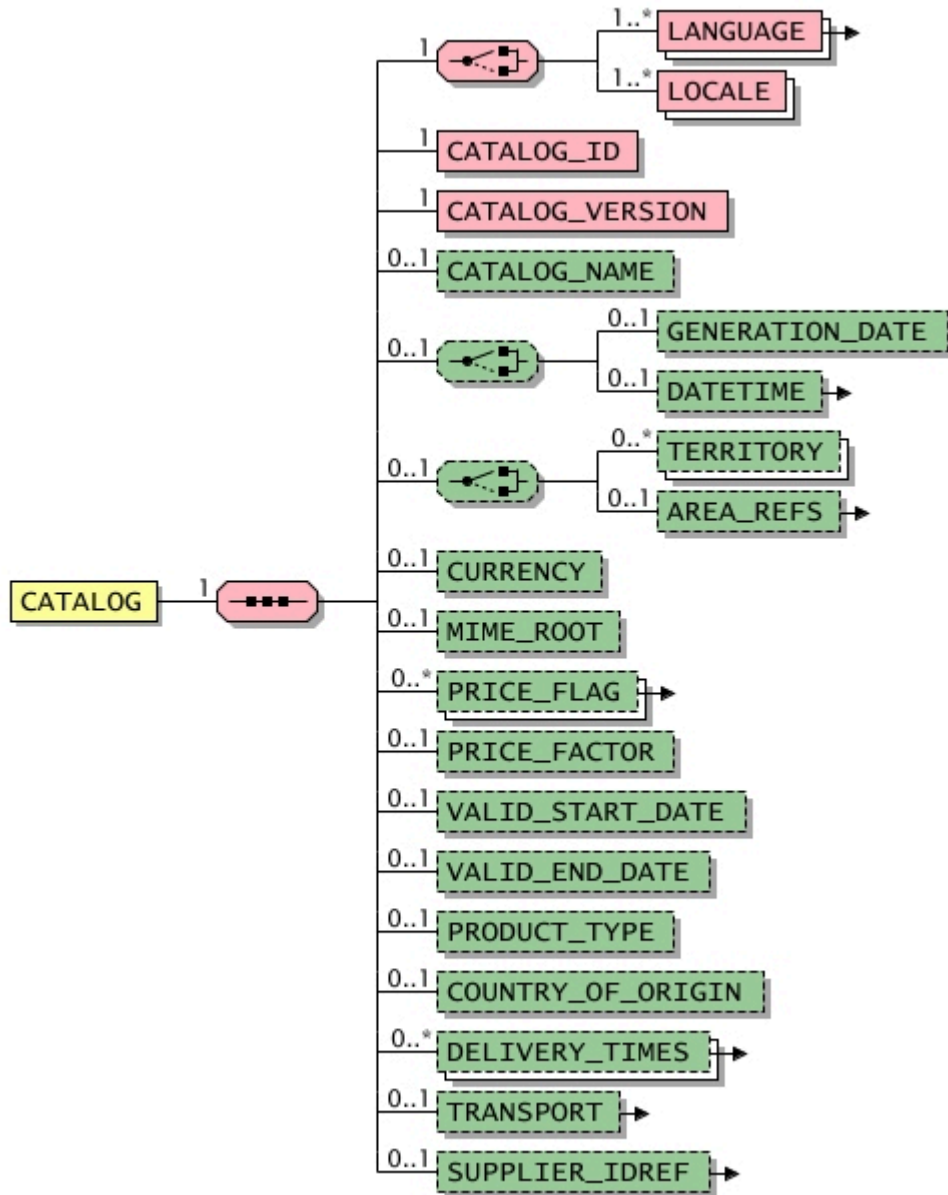 1..*
LANGUAGE
1
1..*
LOCALE
1
CATALOG_ID
1
CATALOG_VERSION
0..1
CATALOG_NAME
0..1
GENERATION_DATE
0..1
0..1
DATETIME
0..*
TERRITORY
0..1
0..1
AREA_REFS
0..1
CURRENCY
CATALOG
1
0..1
MIME_ROOT
0..*
PRICE_FLAG
0..1
PRICE_FACTOR
0..1
VALID_START_DATE
0..1
VALID_END_DATE
0..1
PRODUCT_TYPE
0..1
COUNTRY_OF_ORIGIN
0..*
DELIVERY_TIMES
0..1
TRANSPORT
0..1
SUPPLIER_IDREF